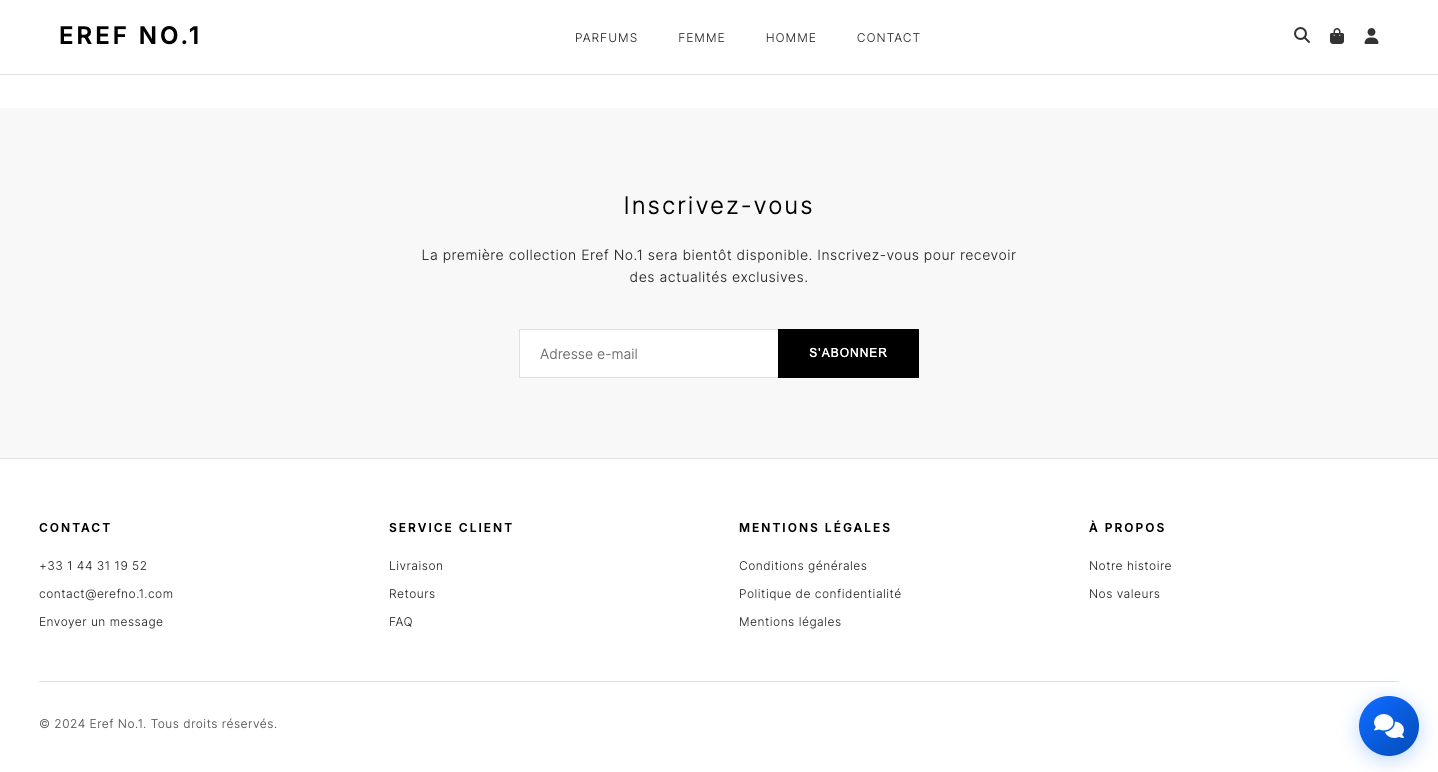 EREF NO.1
PARFUMS
FEMME
HOMME
CONTACT
Inscrivez-vous
La première collection Eref No.1 sera bientôt disponible. Inscrivez-vous pour recevoir
des actualités exclusives.
Adresse e-mail
S'ABONNER
CONTACT
+33 1 44 31 19 52
contact@erefno.1.com
Envoyer un message
SERVICE CLIENT
Livraison
Retours
FAQ
MENTIONS LÉGALES
Conditions générales
Politique de confidentialité
Mentions légales
À PROPOS
Notre histoire
Nos valeurs
© 2024 Eref No.1. Tous droits réservés.